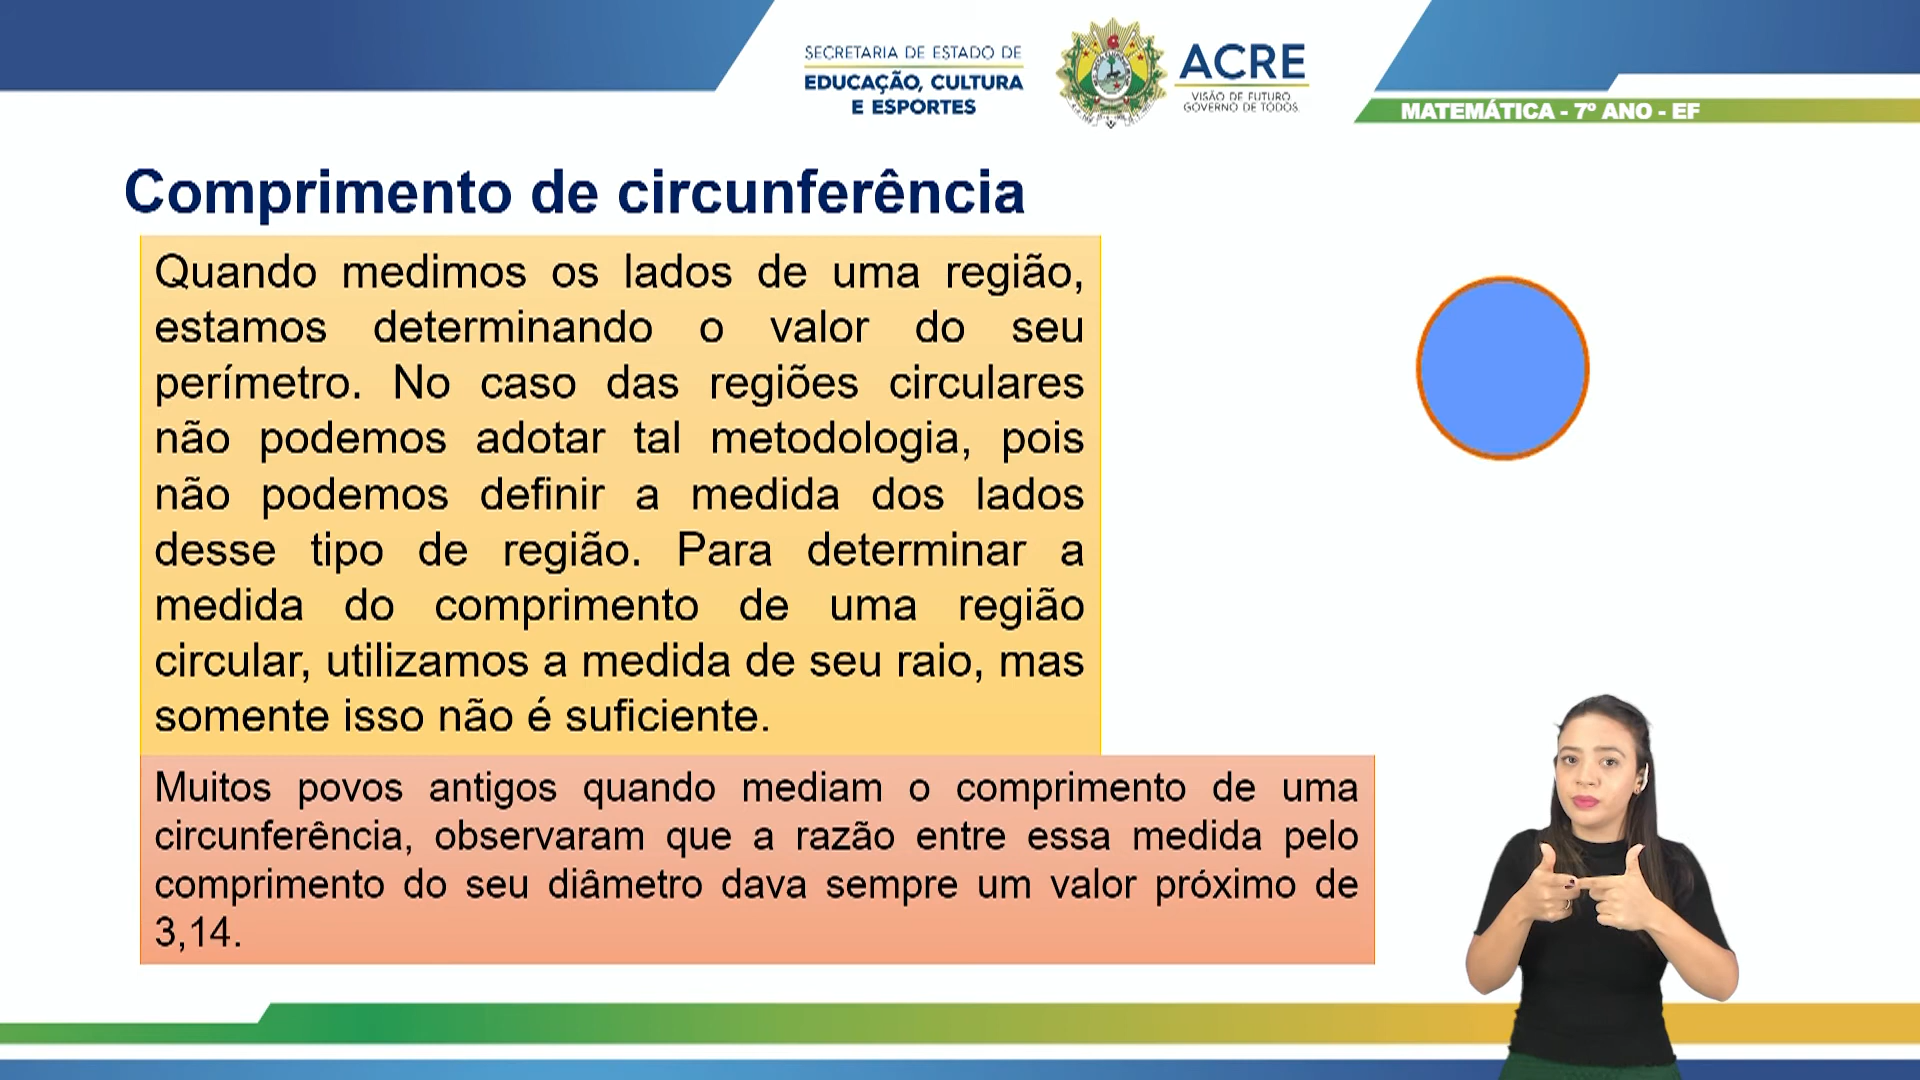 SECRETARIA DE ESTADO DE
EDUCAÇÃO, CULTURA
E ESPORTES
ACRE
VISÃO DE FUTURO.
GOVERNO DE TODOS.
MATEMÁTICA - 7º ANO - EF
Comprimento de circunferência
Quando medimos os lados de uma região,
estamos determinando o valor do seu
perímetro. No caso das regiões circulares
não podemos adotar tal metodologia, pois
não podemos definir a medida dos lados
desse tipo de região. Para determinar a
medida do comprimento de uma região
circular, utilizamos a medida de seu raio, mas
somente isso não é suficiente.
Muitos povos antigos quando mediam o comprimento de uma
circunferência, observaram que a razão entre essa medida pelo
comprimento do seu diâmetro dava sempre um valor próximo de
3,14.